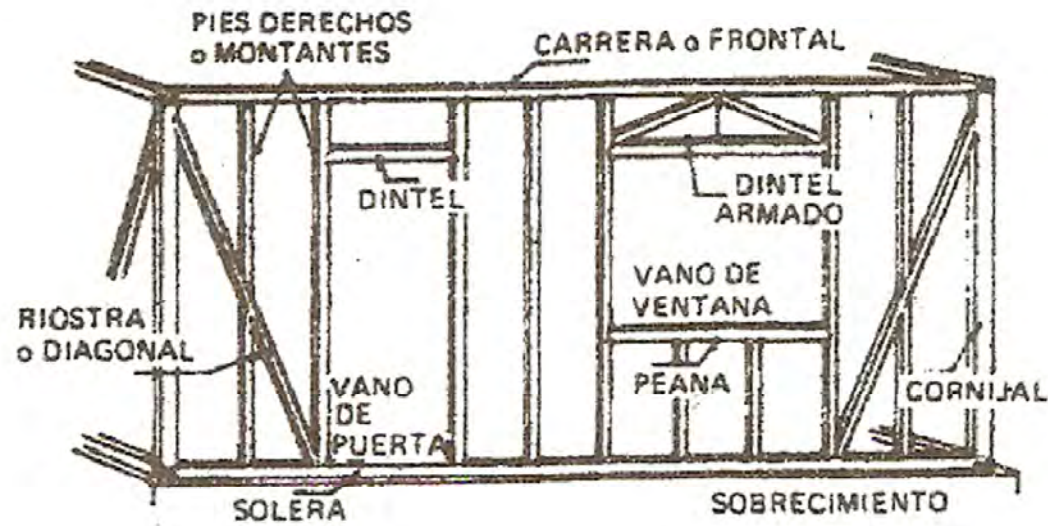 PIES DERECHOS
o MONTANTES
CARRERA o FRONTAL
DINTEL
DINTEL
ARMADO
VANO DE
VENTANA
RIOSTRA
o DIAGONAL
VANO
DE
PUERTA
PEANA
CORNIJAL
SOLERA
SOBRECIMIENTO